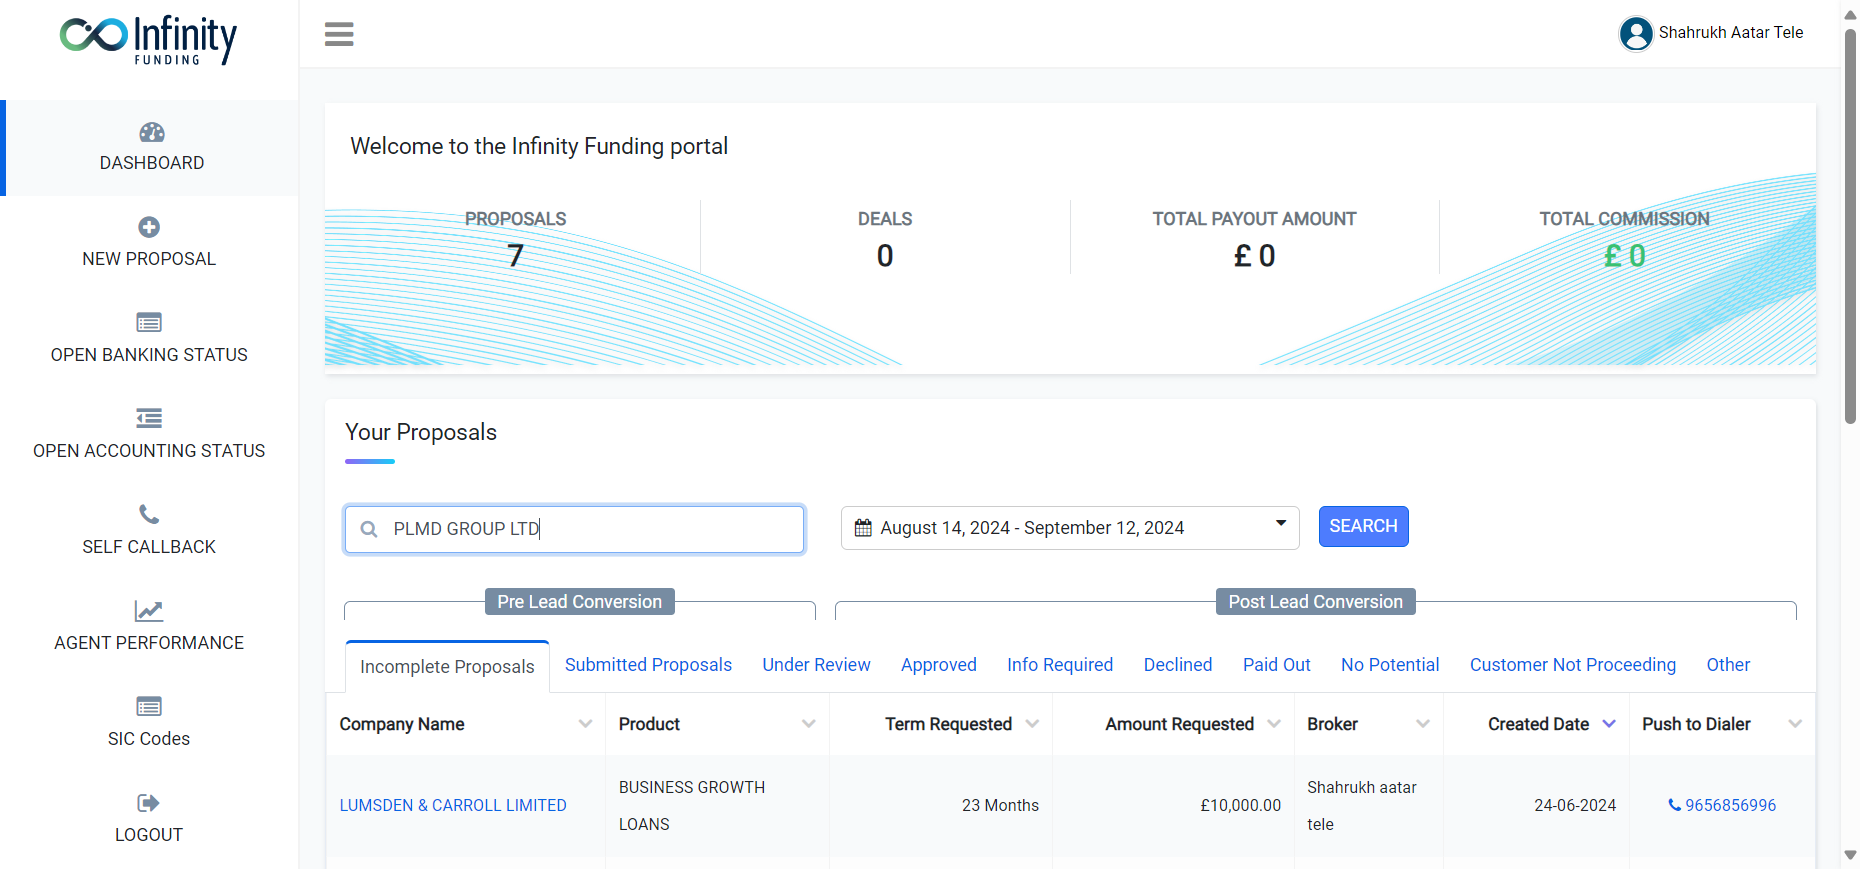 Infinity
FUNDING
Shahrukh Aatar Tele
DASHBOARD
NEW PROPOSAL
OPEN BANKING STATUS
OPEN ACCOUNTING STATUS
SELF CALLBACK
AGENT PERFORMANCE
SIC Codes
LOGOUT
Welcome to the Infinity Funding portal
PROPOSALS DEALS TOTAL PAYOUT AMOUNT TOTAL COMMISSION
7 0 £ 0 £ 0
Your Proposals
PLMD GROUP LTD August 14, 2024 - September 12, 2024 SEARCH
Pre Lead Conversion Post Lead Conversion
Incomplete Proposals Submitted Proposals Under Review Approved Info Required Declined Paid Out No Potential Customer Not Proceeding Other
Company Name Product Term Requested Amount Requested Broker Created Date Push to Dialer
LUMSDEN & CARROLL LIMITED BUSINESS GROWTH LOANS 23 Months £10,000.00 Shahrukh aatar tele 24-06-2024 9656856996